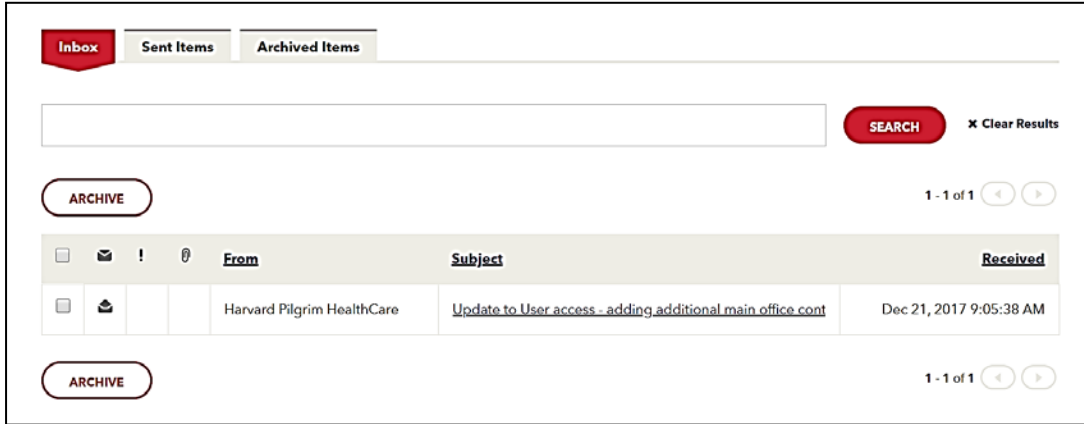 Inbox Sent Items Archived Items
SEARCH × Clear Results
ARCHIVE 1 - 1 of 1
! From Subject Received
Harvard Pilgrim HealthCare Update to User access - adding additional main office cont Dec 21, 2017 9:05:38 AM
ARCHIVE 1 - 1 of 1